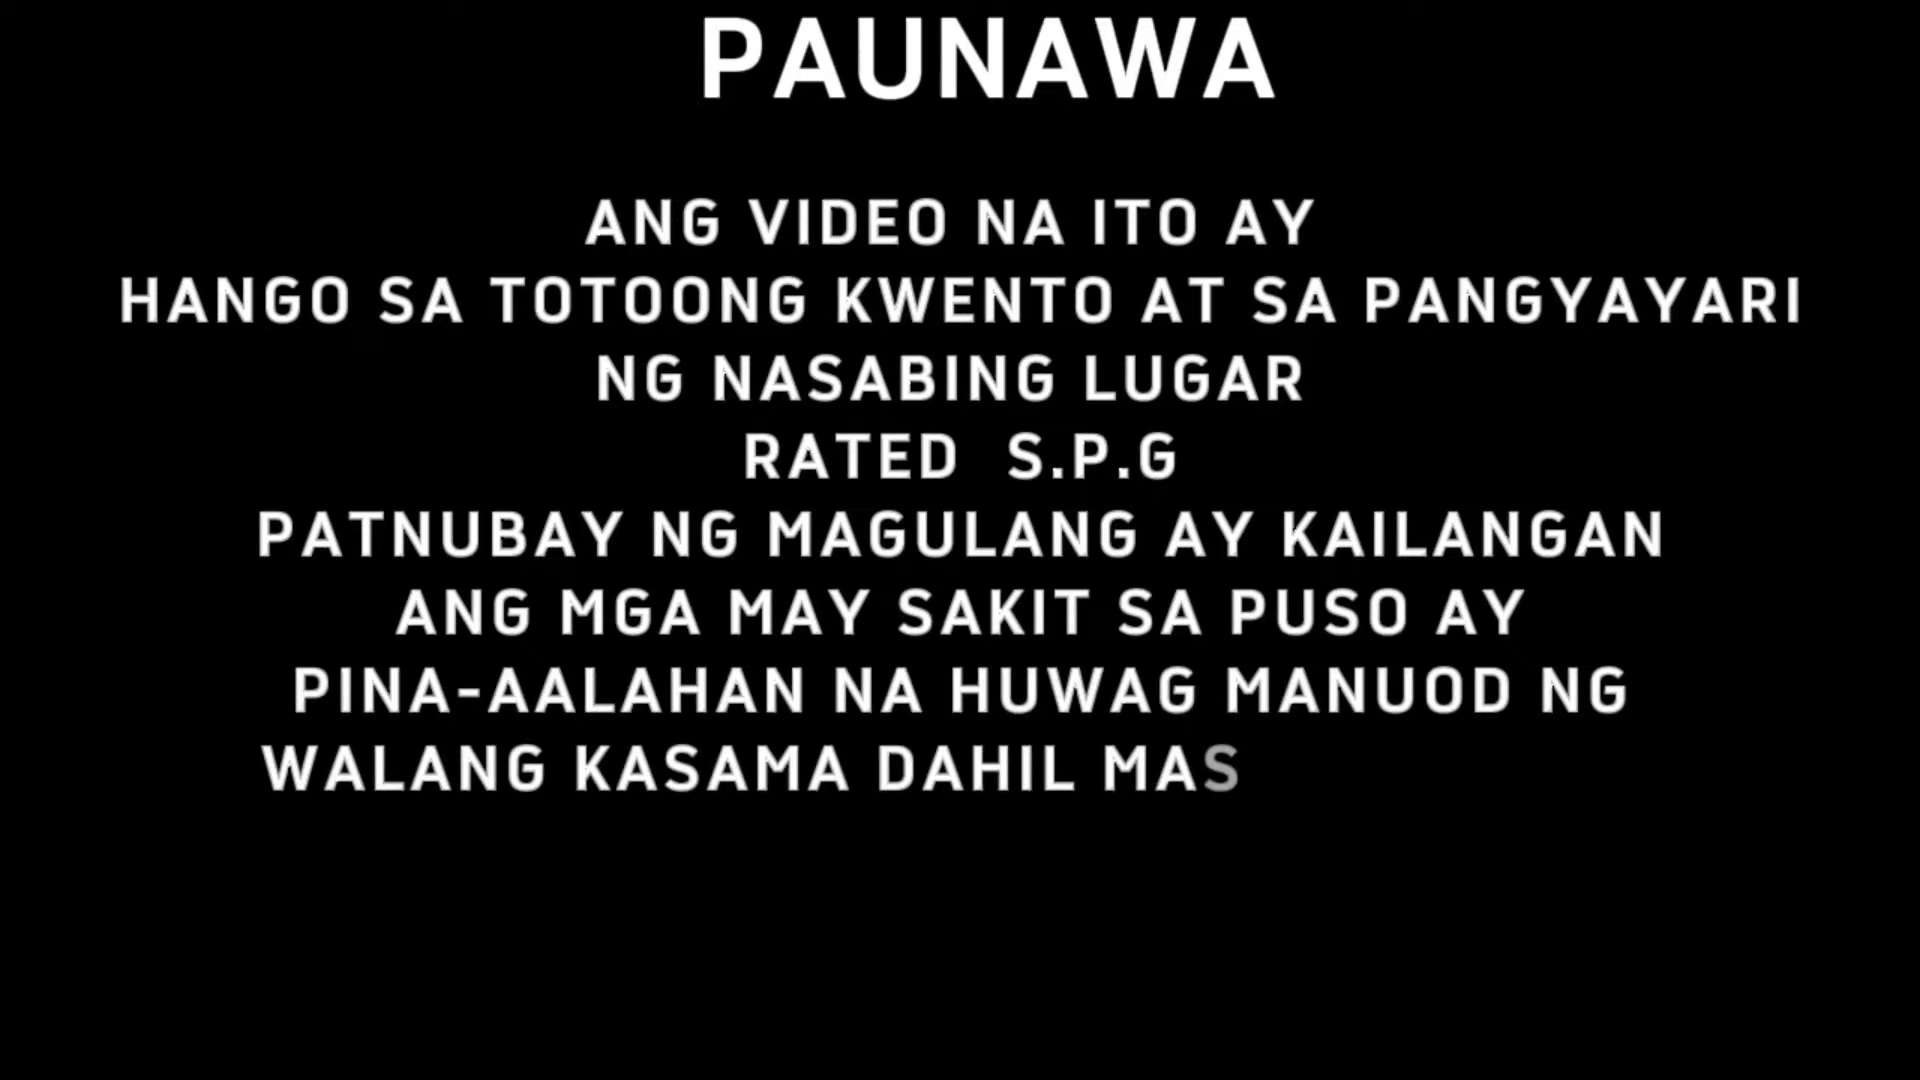 PAUNAWA
ANG VIDEO NA ITO AY
HANGO SA TOTOONG KWENTO AT SA PANGYAYARI
NG NASABING LUGAR
RATED S.P.G
PATNUBAY NG MAGULANG AY KAILANGAN
ANG MGA MAY SAKIT SA PUSO AY
PINA-AALAHAN NA HUWAG MANUOD NG
WALANG KASAMA DAHIL MAS